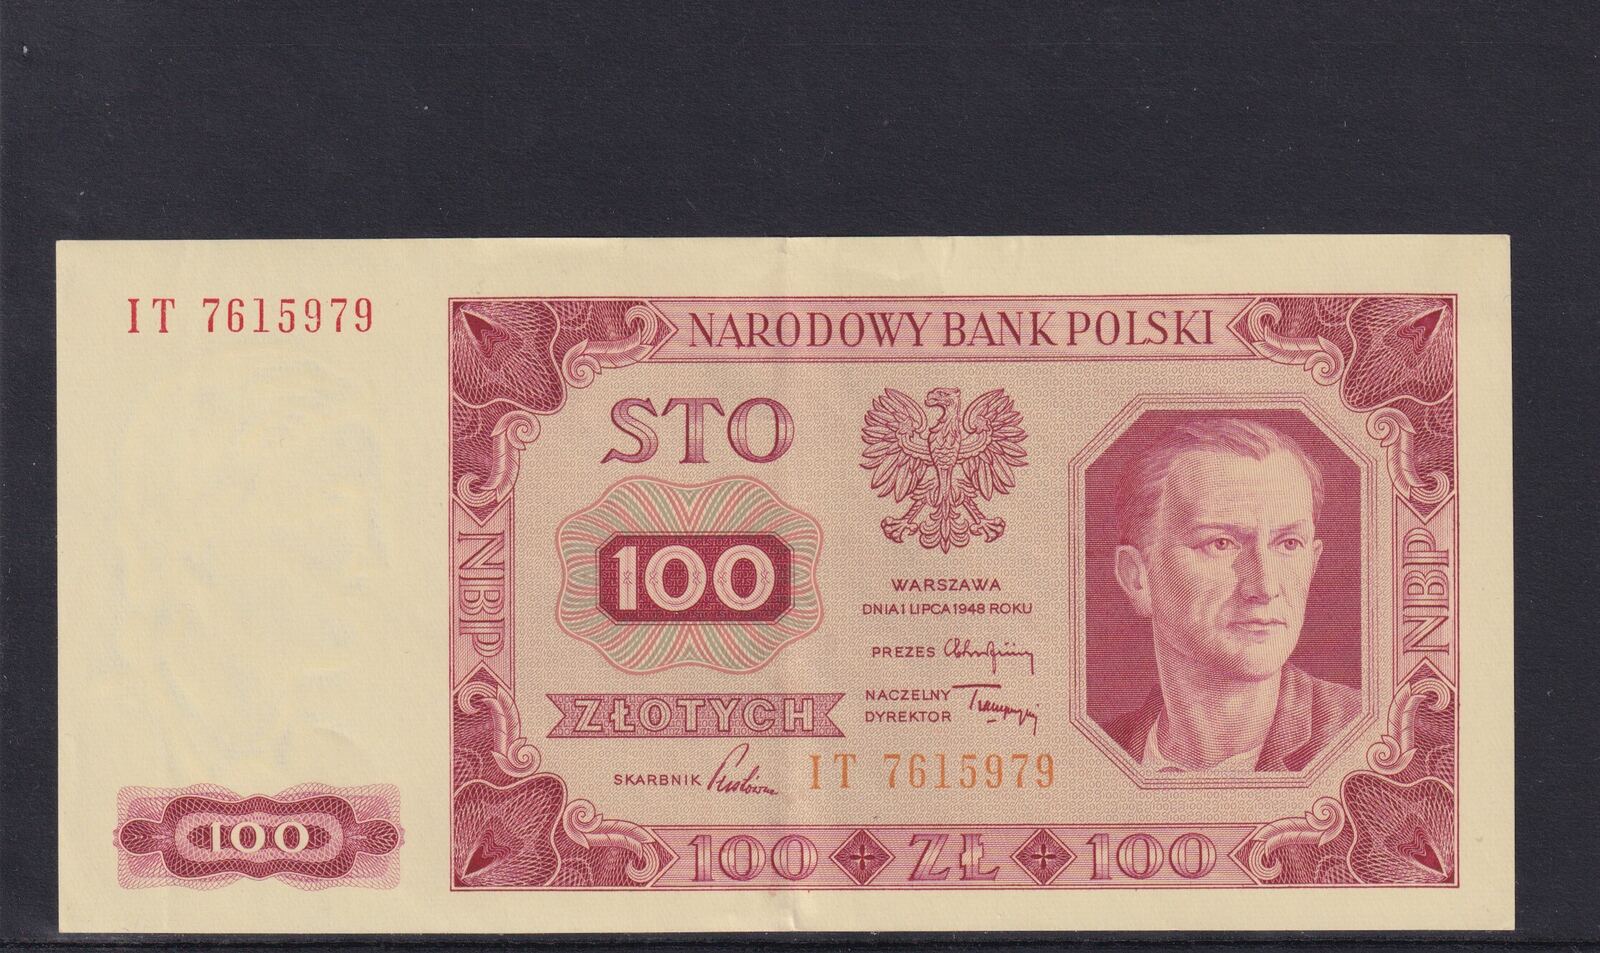 IT 7615979
NARODOWY BANK POLSKI
STO
100
ZŁOTYCH
WARSZAWA
DNIA 1 LIPCA 1948 ROKU
PREZES
NACZELNY
DYREKTOR
SKARBNIK
IT 7615979
NBP
NBP
100
100 ZŁ 100